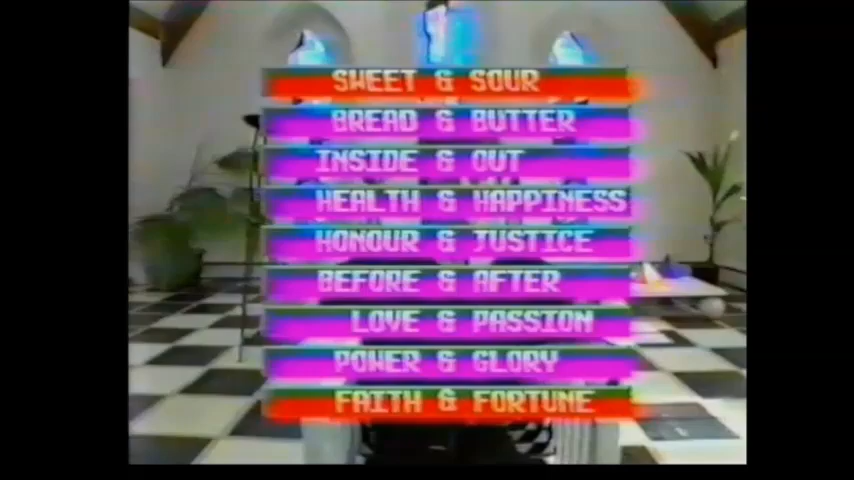 SWEET & SOUR
BREAD & BUTTER
INSIDE & OUT
HEALTH & HAPPINESS
HONOUR & JUSTICE
BEFORE & AFTER
LOVE & PASSION
POWER & GLORY
FAITH & FORTUNE